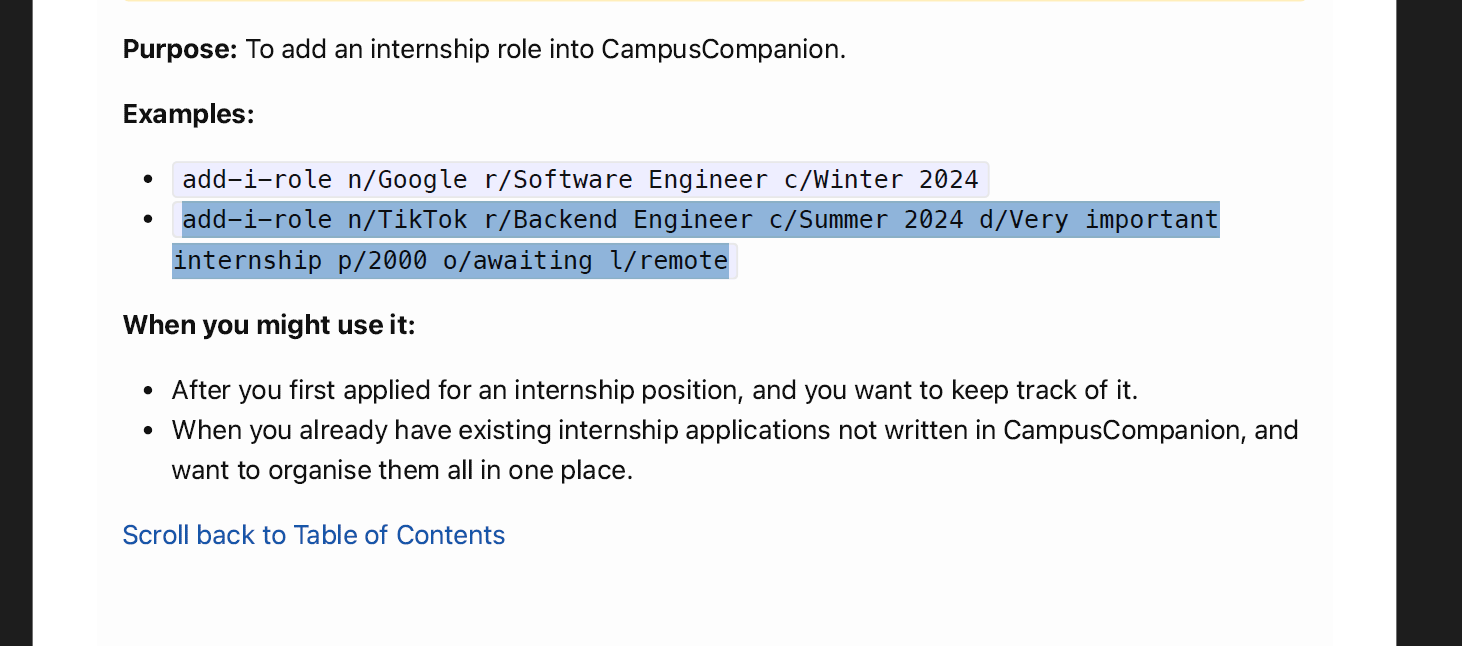 Purpose: To add an internship role into CampusCompanion.
Examples:
• add-i-role n/Google r/Software Engineer c/Winter 2024
• add-i-role n/TikTok r/Backend Engineer c/Summer 2024 d/Very important
internship p/2000 o/awaiting l/remote
When you might use it:
• After you first applied for an internship position, and you want to keep track of it.
• When you already have existing internship applications not written in CampusCompanion, and
want to organise them all in one place.
Scroll back to Table of Contents